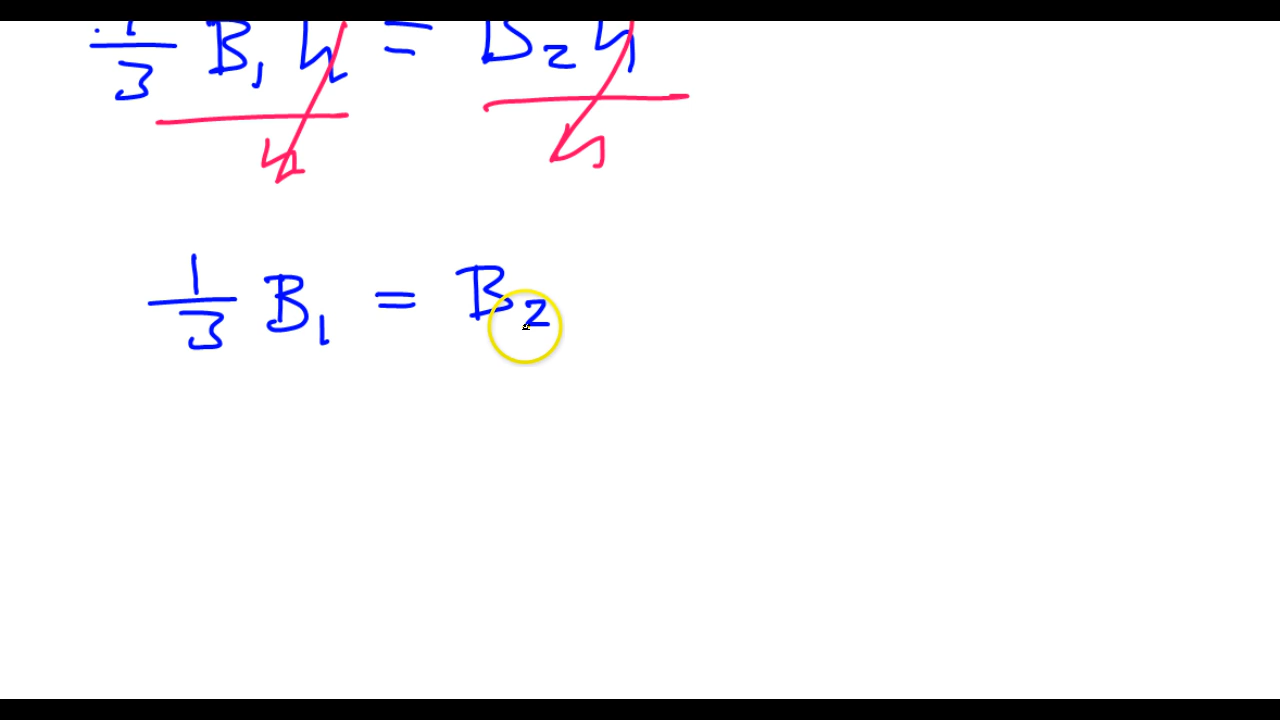 1/3 B₁ h = B₂ h
h h
1/3 B₁ = B₂